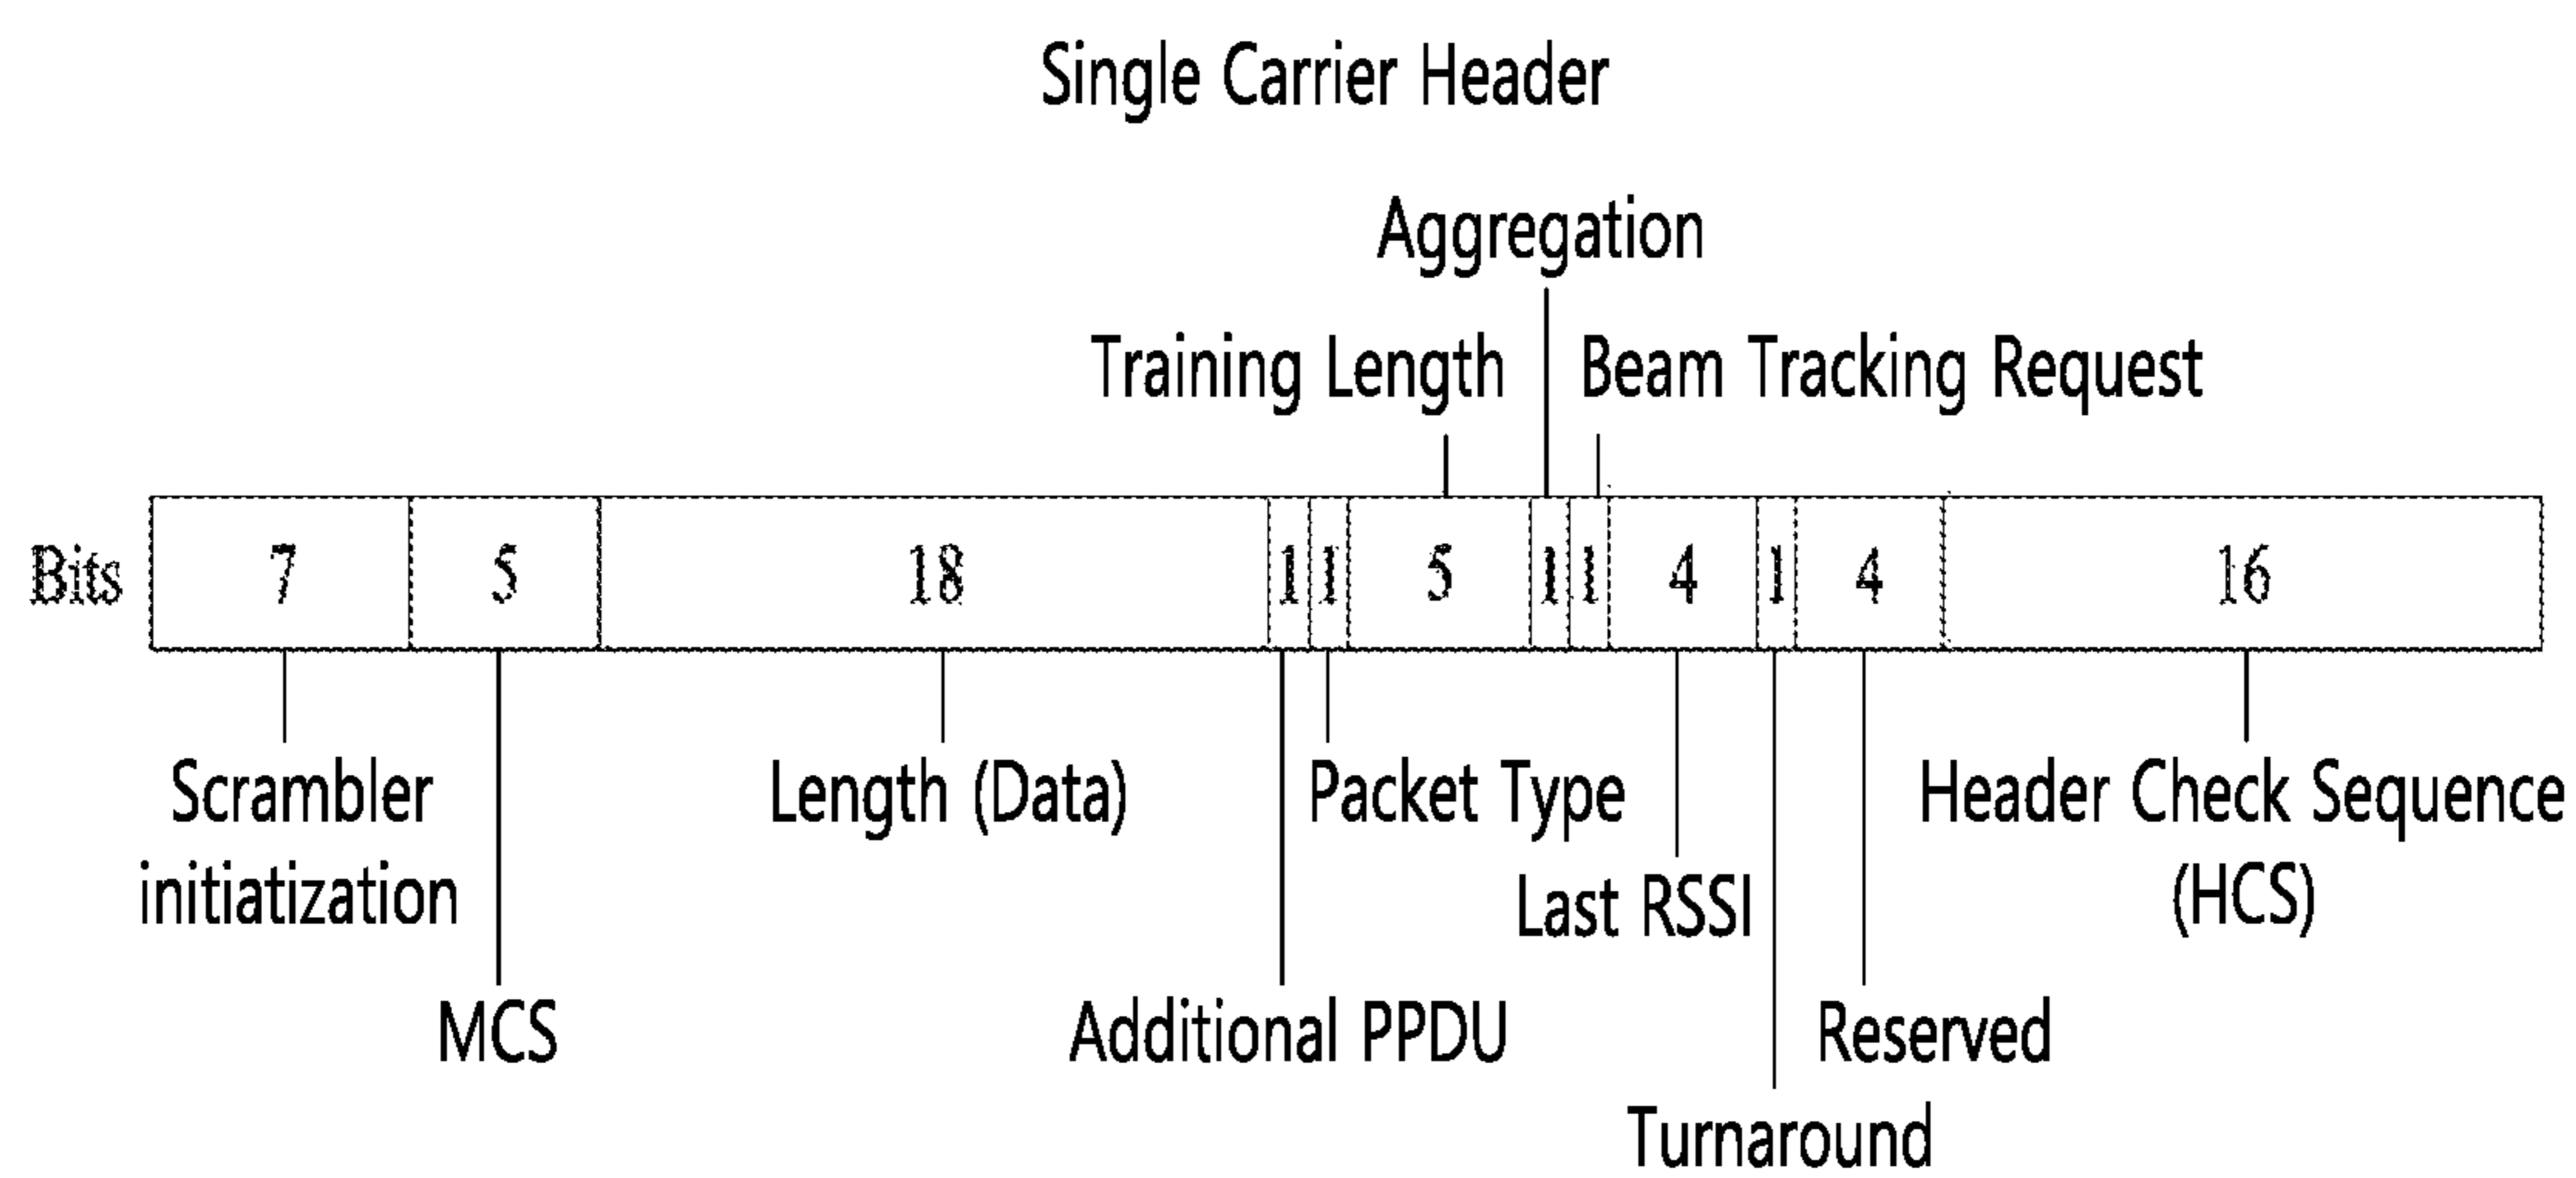 Single Carrier Header
Aggregation
Training Length Beam Tracking Request
Bits 7 5 18 1 1 5 1 1 4 1 4 16
Scrambler Length (Data) Packet Type Header Check Sequence
initiatization Last RSSI (HCS)
MCS Additional PPDU Reserved
Turnaround